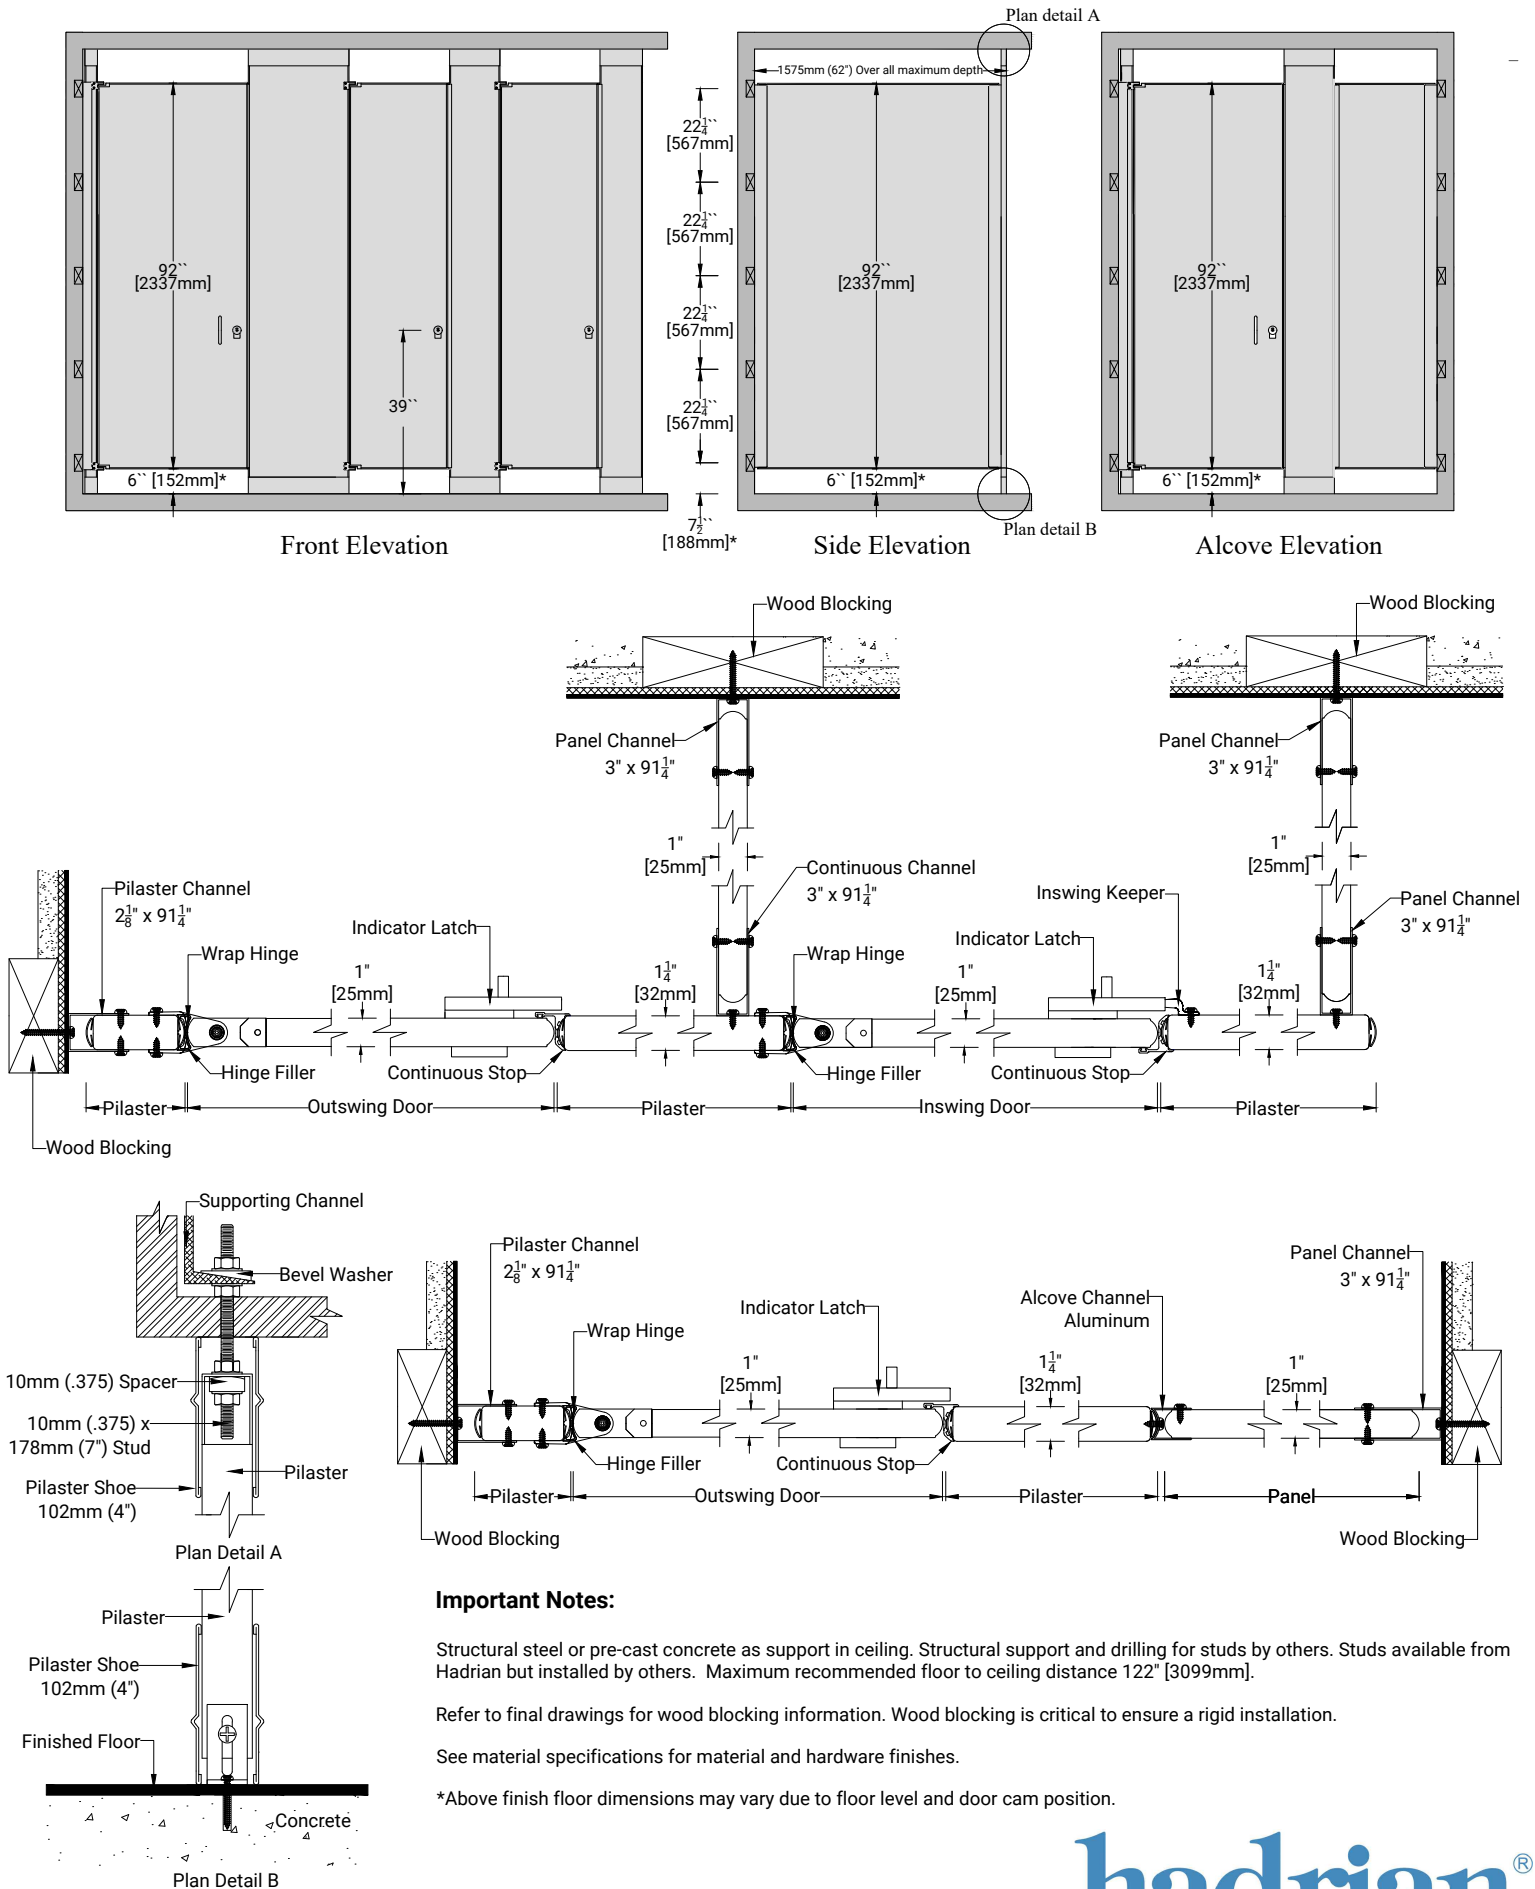 Plan detail A
1575mm (62") Over all maximum depth
22¼``
[567mm]
22¼``
[567mm]
22¼``
[567mm]
22¼``
[567mm]
7½``
[188mm]*
92``
[2337mm]
39``
6`` [152mm]*
92``
[2337mm]
6`` [152mm]*
92``
[2337mm]
6`` [152mm]*
Plan detail B
Front Elevation
Side Elevation
Alcove Elevation
Wood Blocking
Wood Blocking
Panel Channel
3" x 91¼"
Panel Channel
3" x 91¼"
1"
[25mm]
1"
[25mm]
Continuous Channel
3" x 91¼"
Inswing Keeper
Panel Channel
3" x 91¼"
Pilaster Channel
2⅛" x 91¼"
Indicator Latch
Indicator Latch
Wrap Hinge
Wrap Hinge
1"
[25mm]
1¼"
[32mm]
1"
[25mm]
1¼"
[32mm]
Hinge Filler
Continuous Stop
Hinge Filler
Continuous Stop
Pilaster
Outswing Door
Pilaster
Inswing Door
Pilaster
Wood Blocking
Supporting Channel
Bevel Washer
10mm (.375) Spacer
10mm (.375) x
178mm (7") Stud
Pilaster
Pilaster Shoe
102mm (4")
Plan Detail A
Pilaster Channel
2⅛" x 91¼"
Panel Channel
3" x 91¼"
Indicator Latch
Alcove Channel
Aluminum
Wrap Hinge
1"
[25mm]
1¼"
[32mm]
1"
[25mm]
Hinge Filler
Continuous Stop
Pilaster
Outswing Door
Pilaster
Panel
Wood Blocking
Wood Blocking
Pilaster
Pilaster Shoe
102mm (4")
Finished Floor
Concrete
Plan Detail B
Important Notes:
Structural steel or pre-cast concrete as support in ceiling. Structural support and drilling for studs by others. Studs available from
Hadrian but installed by others. Maximum recommended floor to ceiling distance 122" [3099mm].
Refer to final drawings for wood blocking information. Wood blocking is critical to ensure a rigid installation.
See material specifications for material and hardware finishes.
*Above finish floor dimensions may vary due to floor level and door cam position.
hadrian®